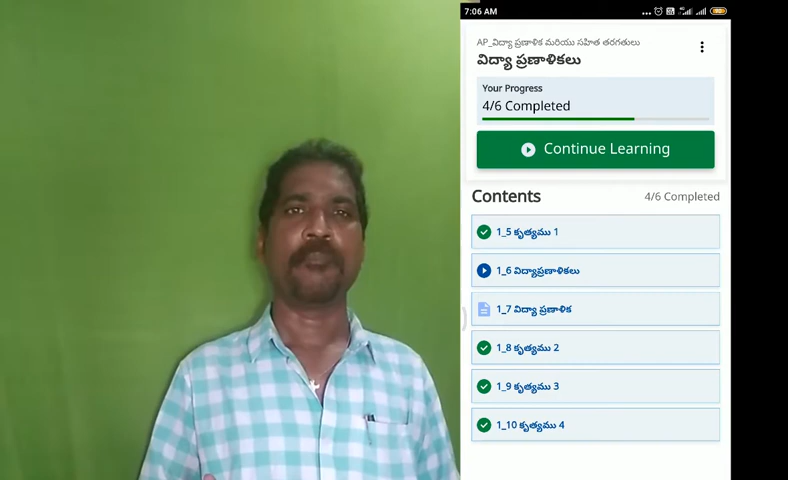 7:06 AM
AP_విద్యా ప్రణాళిక మరియు సహిత తరగతులు
విద్యా ప్రణాళికలు
Your Progress
4/6 Completed
Continue Learning
Contents
4/6 Completed
1_5 కృత్యము 1
1_6 విద్యాప్రణాళికలు
1_7 విద్యా ప్రణాళిక
1_8 కృత్యము 2
1_9 కృత్యము 3
1_10 కృత్యము 4